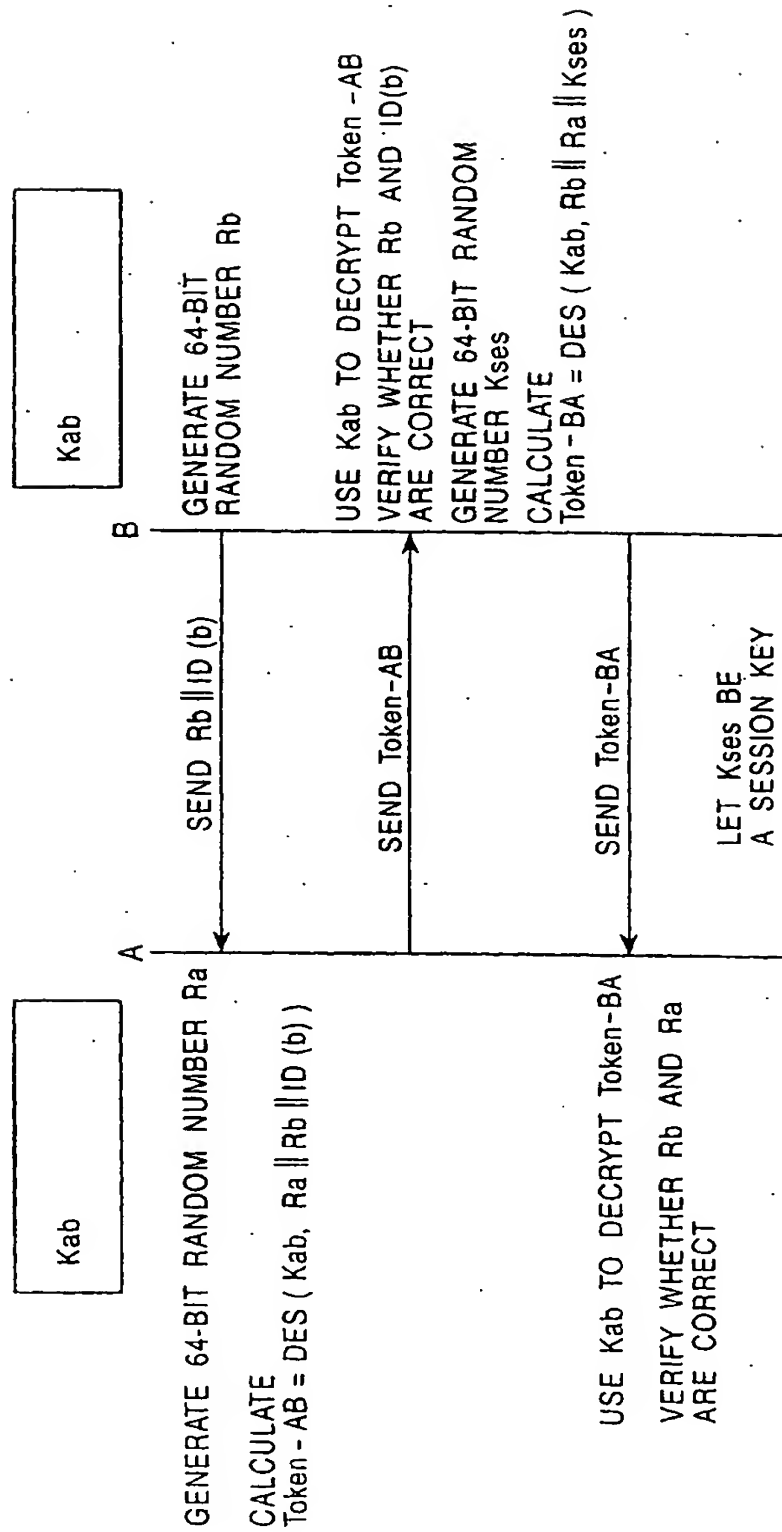 Kab
Kab
A
B
GENERATE 64-BIT
RANDOM NUMBER Rb
SEND Rb || ID (b)
GENERATE 64-BIT RANDOM NUMBER Ra
CALCULATE
Token - AB = DES ( Kab, Ra || Rb || ID (b) )
SEND Token-AB
USE Kab TO DECRYPT Token -AB
VERIFY WHETHER Rb AND ID(b)
ARE CORRECT
GENERATE 64-BIT RANDOM
NUMBER Kses
CALCULATE
Token - BA = DES ( Kab, Rb || Ra || Kses )
SEND Token-BA
USE Kab TO DECRYPT Token-BA
VERIFY WHETHER Rb AND Ra
ARE CORRECT
LET Kses BE
A SESSION KEY